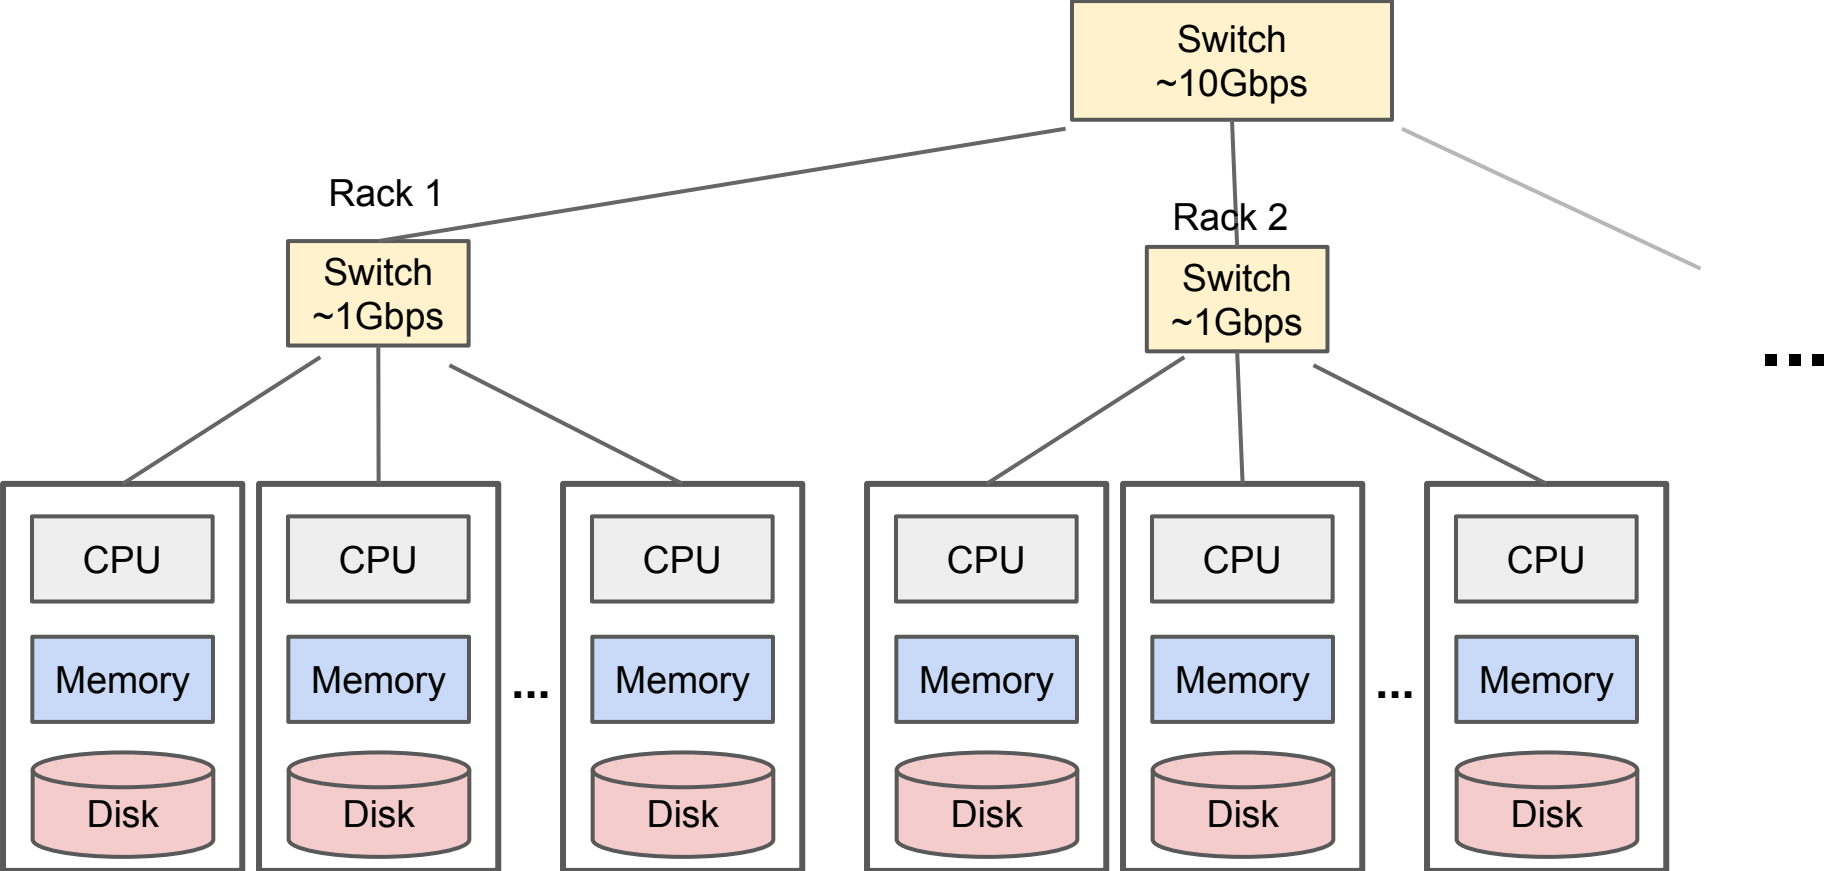 Switch
~10Gbps
Rack 1
Rack 2
Switch
~1Gbps
Switch
~1Gbps
...
CPU
CPU
CPU
CPU
CPU
CPU
Memory
Memory
...
Memory
Memory
Memory
...
Memory
Disk
Disk
Disk
Disk
Disk
Disk